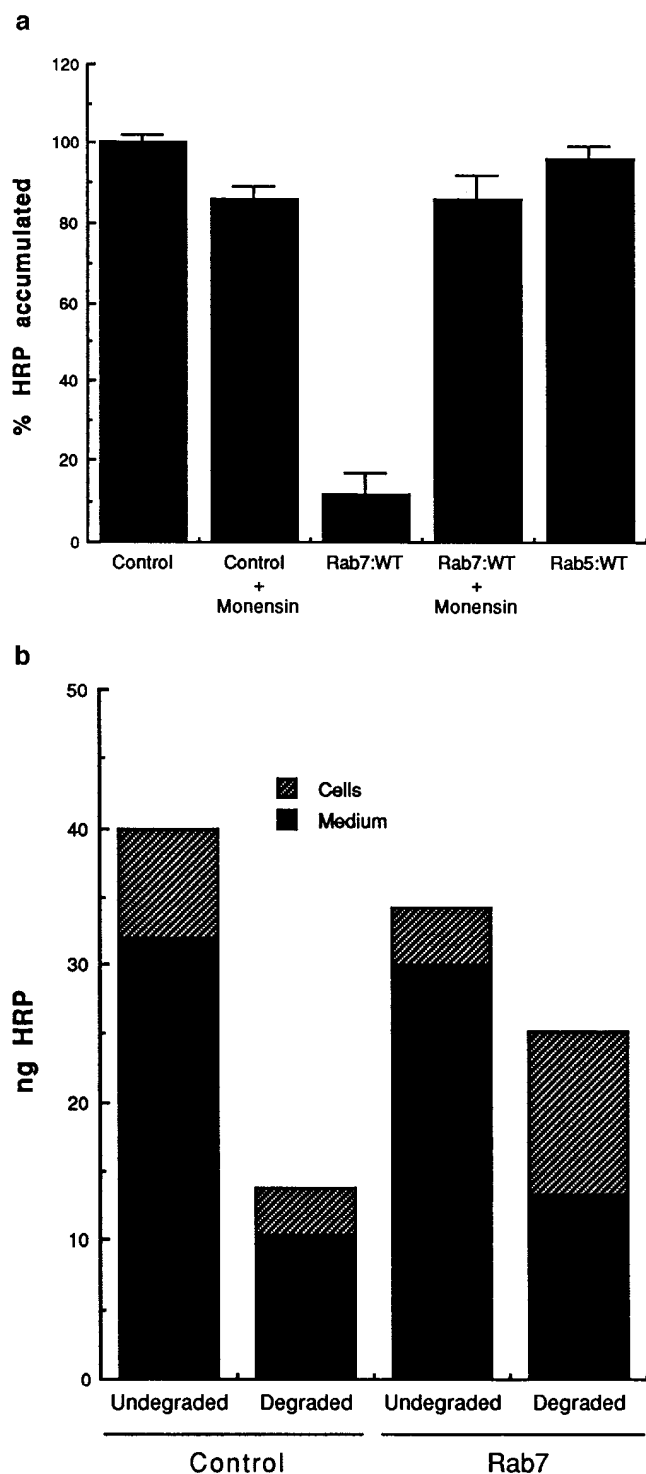 a
120
100
80
60
40
20
0
% HRP accumulated
Control
Control
+
Monensin
Rab7:WT
Rab7:WT
+
Monensin
Rab5:WT
b
50
40
30
20
10
0
ng HRP
Cells
Medium
Undegraded Degraded Undegraded Degraded
Control Rab7